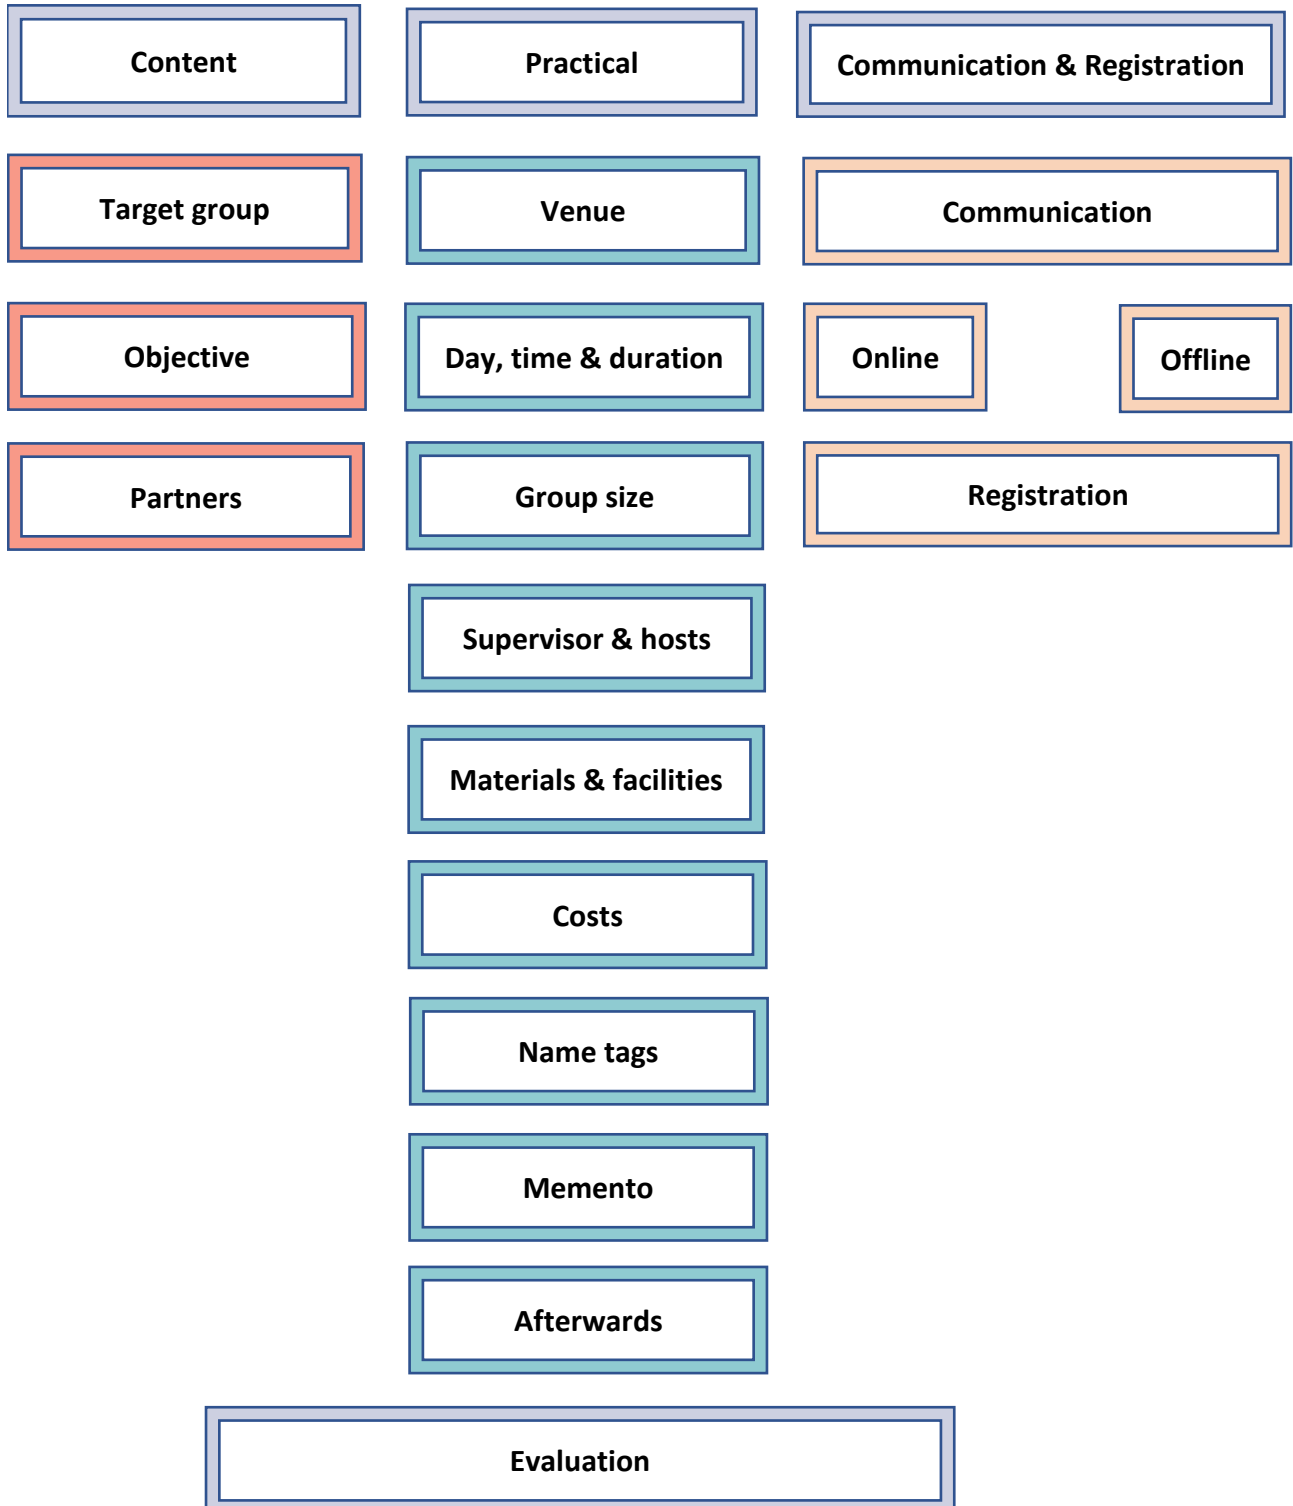 Content
Practical
Communication & Registration
Target group
Venue
Communication
Objective
Day, time & duration
Online
Offline
Partners
Group size
Registration
Supervisor & hosts
Materials & facilities
Costs
Name tags
Memento
Afterwards
Evaluation